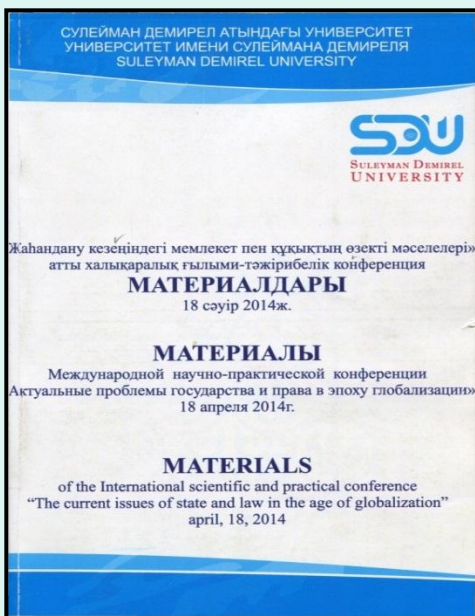 СУЛЕЙМАН ДЕМИРЕЛ АТЫНДАҒЫ УНИВЕРСИТЕТ
УНИВЕРСИТЕТ ИМЕНИ СУЛЕЙМАНА ДЕМИРЕЛЯ
SULEYMAN DEMIREL UNIVERSITY
SDU
SULEYMAN DEMIREL
UNIVERSITY
Жаһандану кезеңіндегі мемлекет пен құқықтың өзекті мәселелері»
атты халықаралық ғылыми-тәжірибелік конференция
МАТЕРИАЛДАРЫ
18 сәуір 2014ж.
МАТЕРИАЛЫ
Международной научно-практической конференции
Актуальные проблемы государства и права в эпоху глобализации»
18 апреля 2014г.
MATERIALS
of the International scientific and practical conference
“The current issues of state and law in the age of globalization”
april, 18, 2014